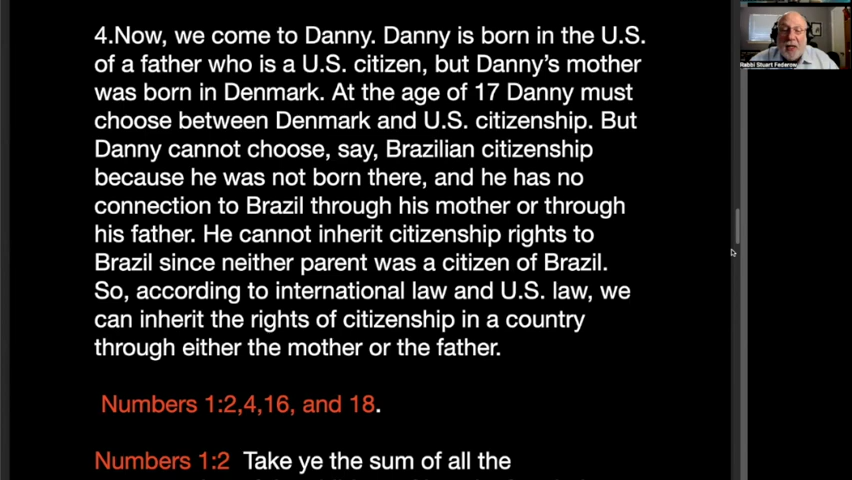 4.Now, we come to Danny. Danny is born in the U.S.
of a father who is a U.S. citizen, but Danny's mother
was born in Denmark. At the age of 17 Danny must
choose between Denmark and U.S. citizenship. But
Danny cannot choose, say, Brazilian citizenship
because he was not born there, and he has no
connection to Brazil through his mother or through
his father. He cannot inherit citizenship rights to
Brazil since neither parent was a citizen of Brazil.
So, according to international law and U.S. law, we
can inherit the rights of citizenship in a country
through either the mother or the father.
Numbers 1:2,4,16, and 18.
Numbers 1:2 Take ye the sum of all the
Rabbi Stuart Federow